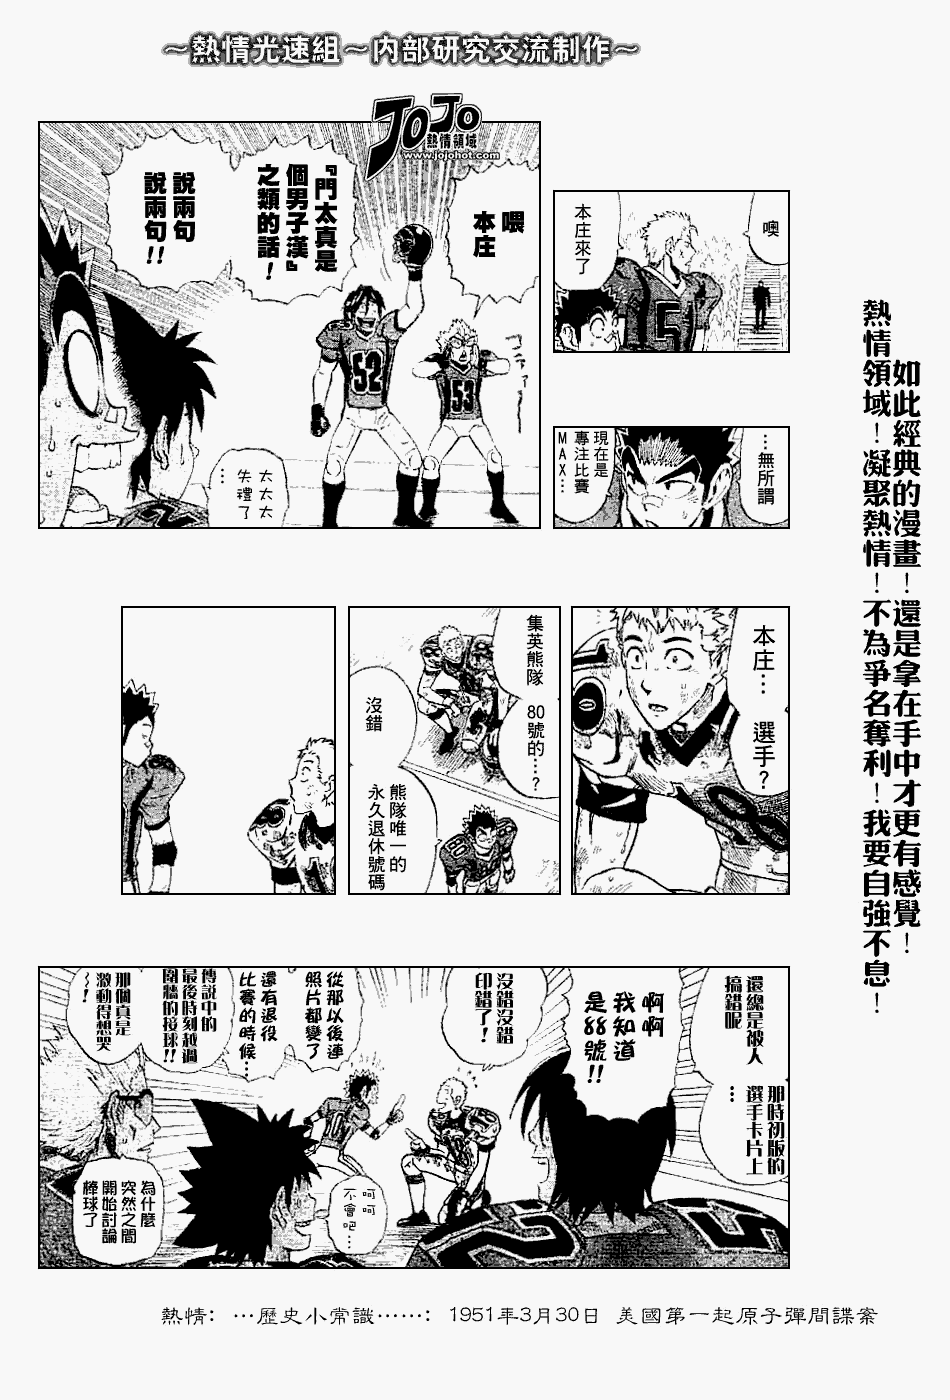 ～熱情光速組～內部研究交流制作～
JOJO
熱情領域
www.jojohot.com
噢
本庄來了
5
…無所謂
現在是
專注比賽
MAX…
喂
本庄
『門太真是
個男子漢』
之類的話！
說兩句
說兩句!!
52
53
太太太
失禮了
…
本庄… 選手？
集英熊隊 80號的…？
沒錯
熊隊唯一的
永久退休號碼
還總是被人
搞錯呢
那時初版的
選手卡片上
…
啊啊
我知道
是88號!!
沒錯沒錯
印錯了！
從那以後連
照片都變了
還有退役
比賽的時候…
傳說中的
最後時刻越過
圍牆的接球!!
那個真是
激動得想哭
～！
呵呵
不會吧…
為什麼
突然之間
開始討論
棒球了
如此經典的漫畫！還是拿在手中才更有感覺！
熱情領域！凝聚熱情！不為爭名奪利！我要自強不息！
熱情：…歷史小常識……：1951年3月30日 美國第一起原子彈間諜案